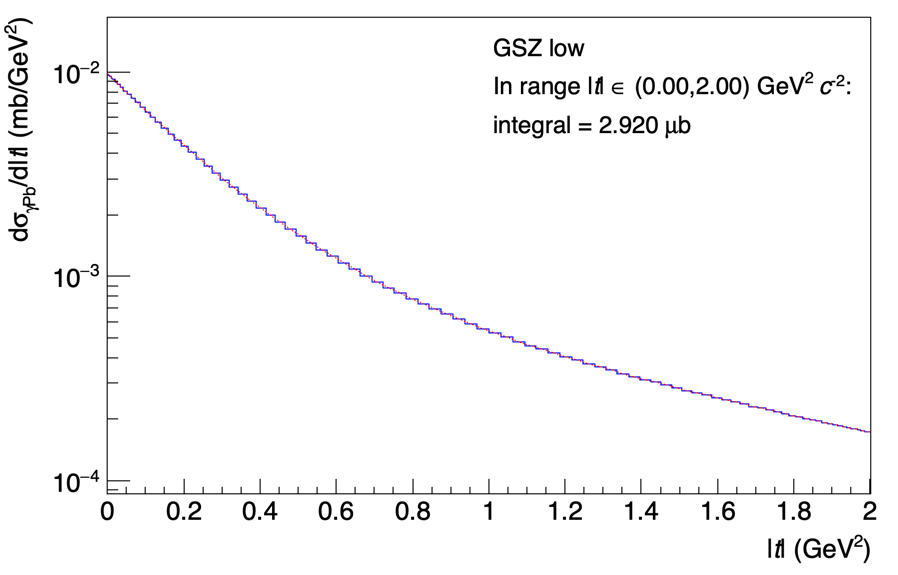 dσγPb/d|t| (mb/GeV²)
GSZ low
In range |t| ∈ (0.00,2.00) GeV² c⁻²:
integral = 2.920 μb
10⁻²
10⁻³
10⁻⁴
0 0.2 0.4 0.6 0.8 1 1.2 1.4 1.6 1.8 2
|t| (GeV²)